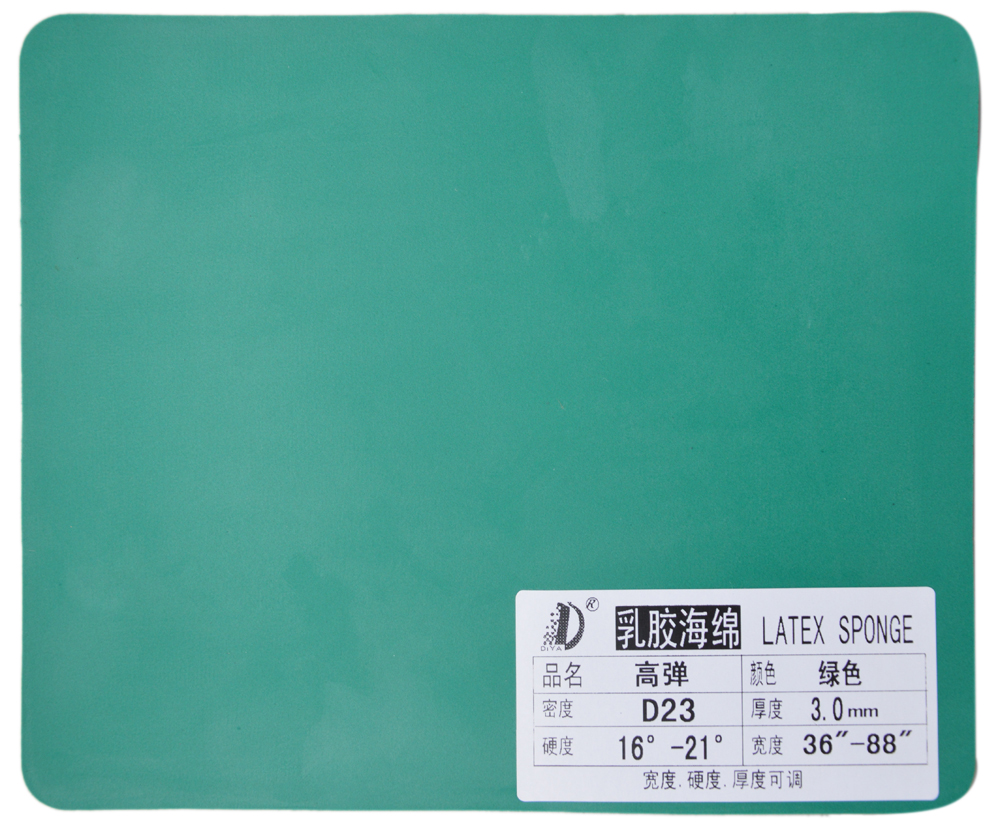 DIYA ® 乳胶海绵 LATEX SPONGE
品名 高弹 颜色 绿色
密度 D23 厚度 3.0mm
硬度 16°-21° 宽度 36″-88″
宽度.硬度.厚度可调